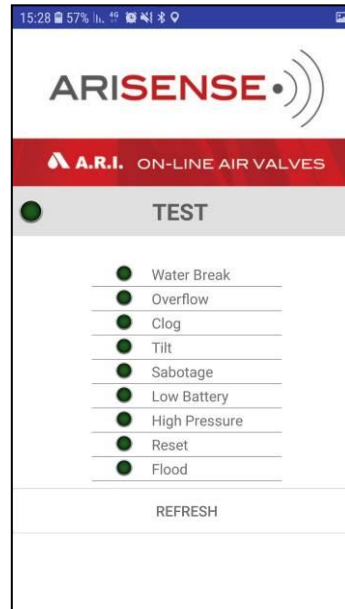 15:28 57% 4G
ARISENSE
A.R.I. ON-LINE AIR VALVES
TEST
Water Break
Overflow
Clog
Tilt
Sabotage
Low Battery
High Pressure
Reset
Flood
REFRESH